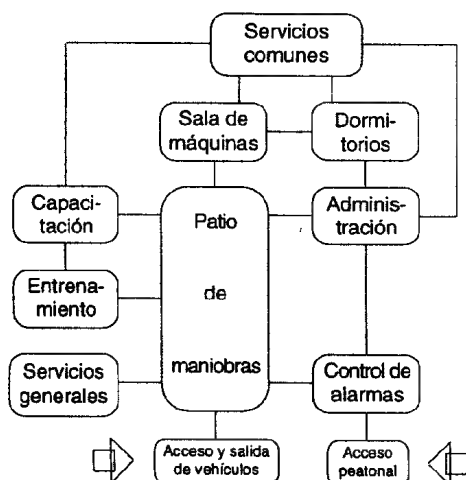 Servicios
comunes
Sala de
máquinas
Dormi-
torios
Capaci-
tación
Patio
de
maniobras
Adminis-
tración
Entrena-
miento
Servicios
generales
Control de
alarmas
Acceso y salida
de vehículos
Acceso
peatonal